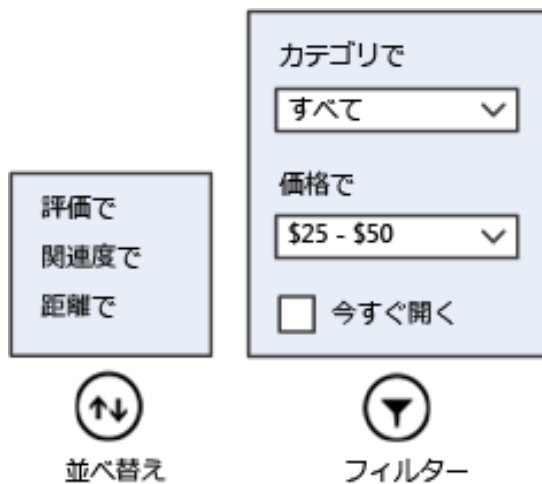 評価で
関連度で
距離で
並べ替え
カテゴリで
すべて
価格で
$25 - $50
今すぐ開く
フィルター